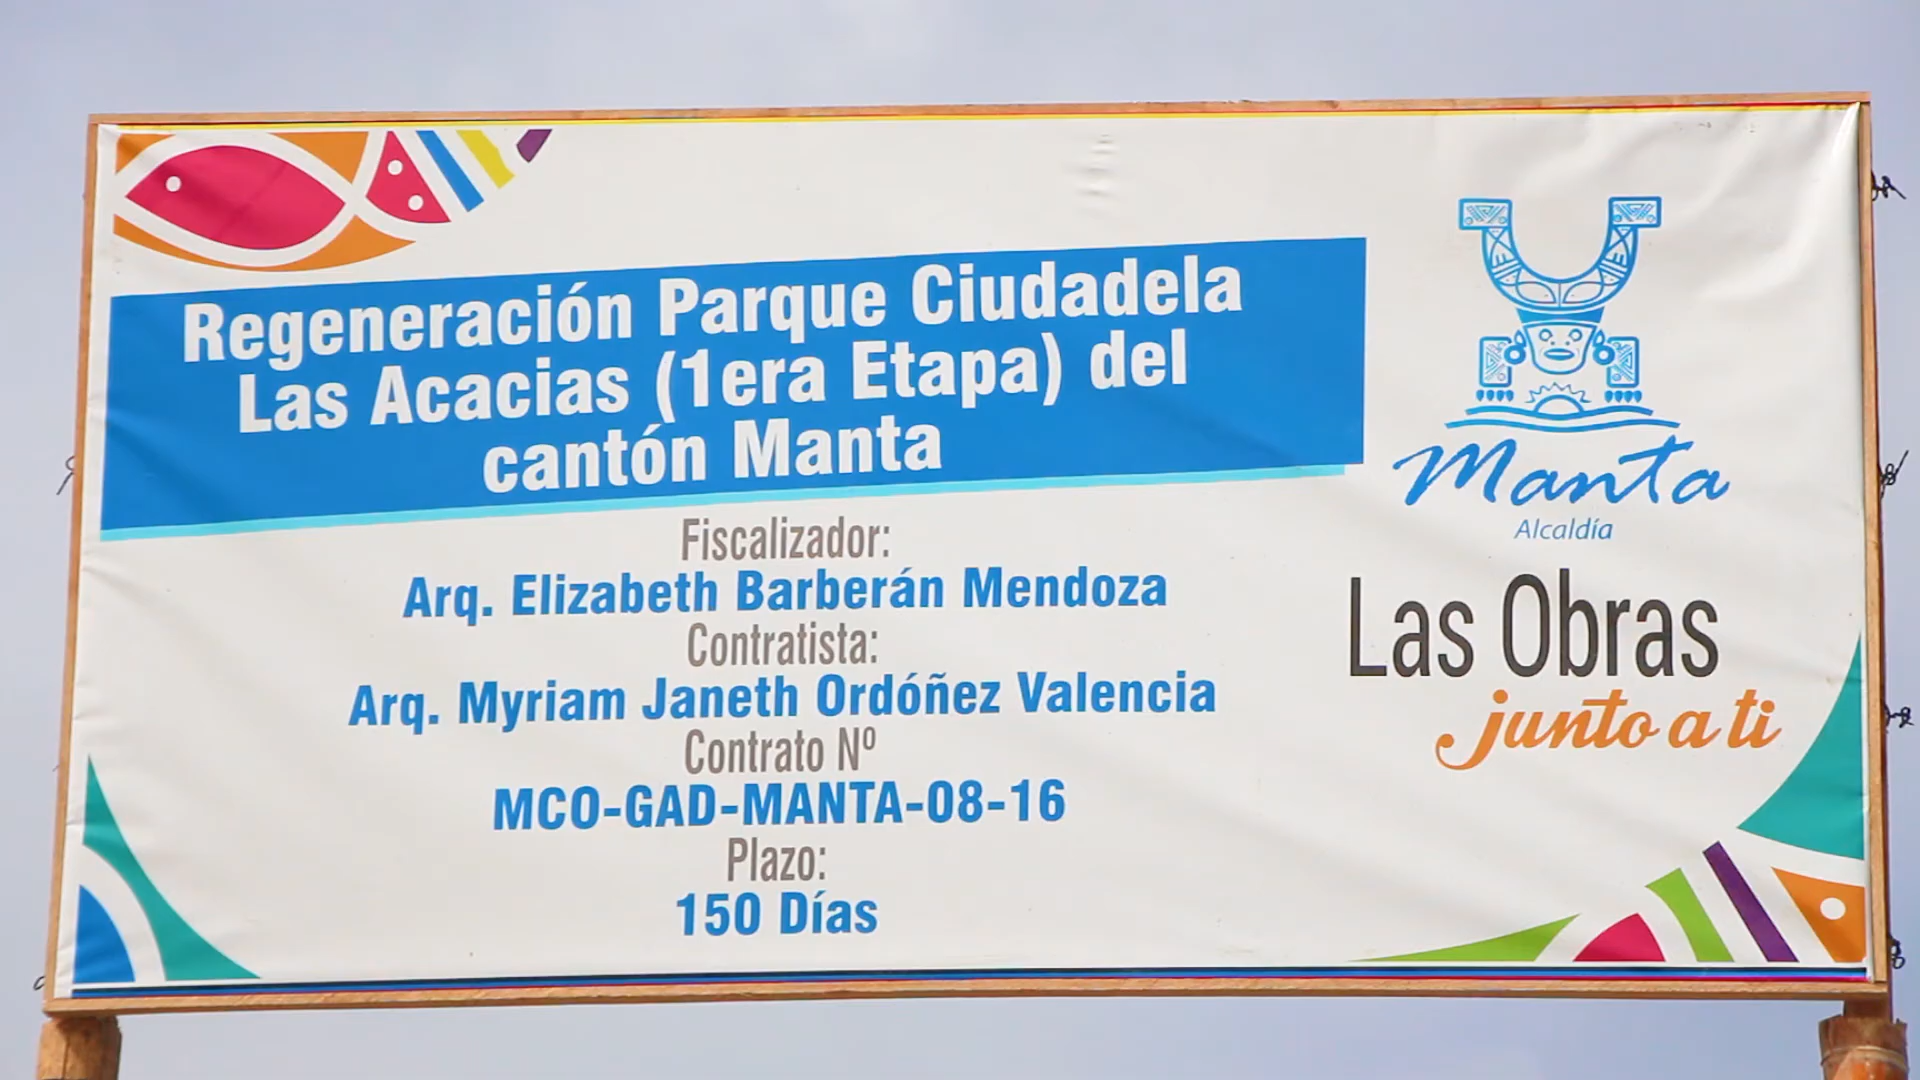 Regeneración Parque Ciudadela
Las Acacias (1era Etapa) del
cantón Manta
Fiscalizador:
Arq. Elizabeth Barberán Mendoza
Contratista:
Arq. Myriam Janeth Ordóñez Valencia
Contrato Nº
MCO-GAD-MANTA-08-16
Plazo:
150 Días
Manta
Alcaldía
Las Obras
junto a ti